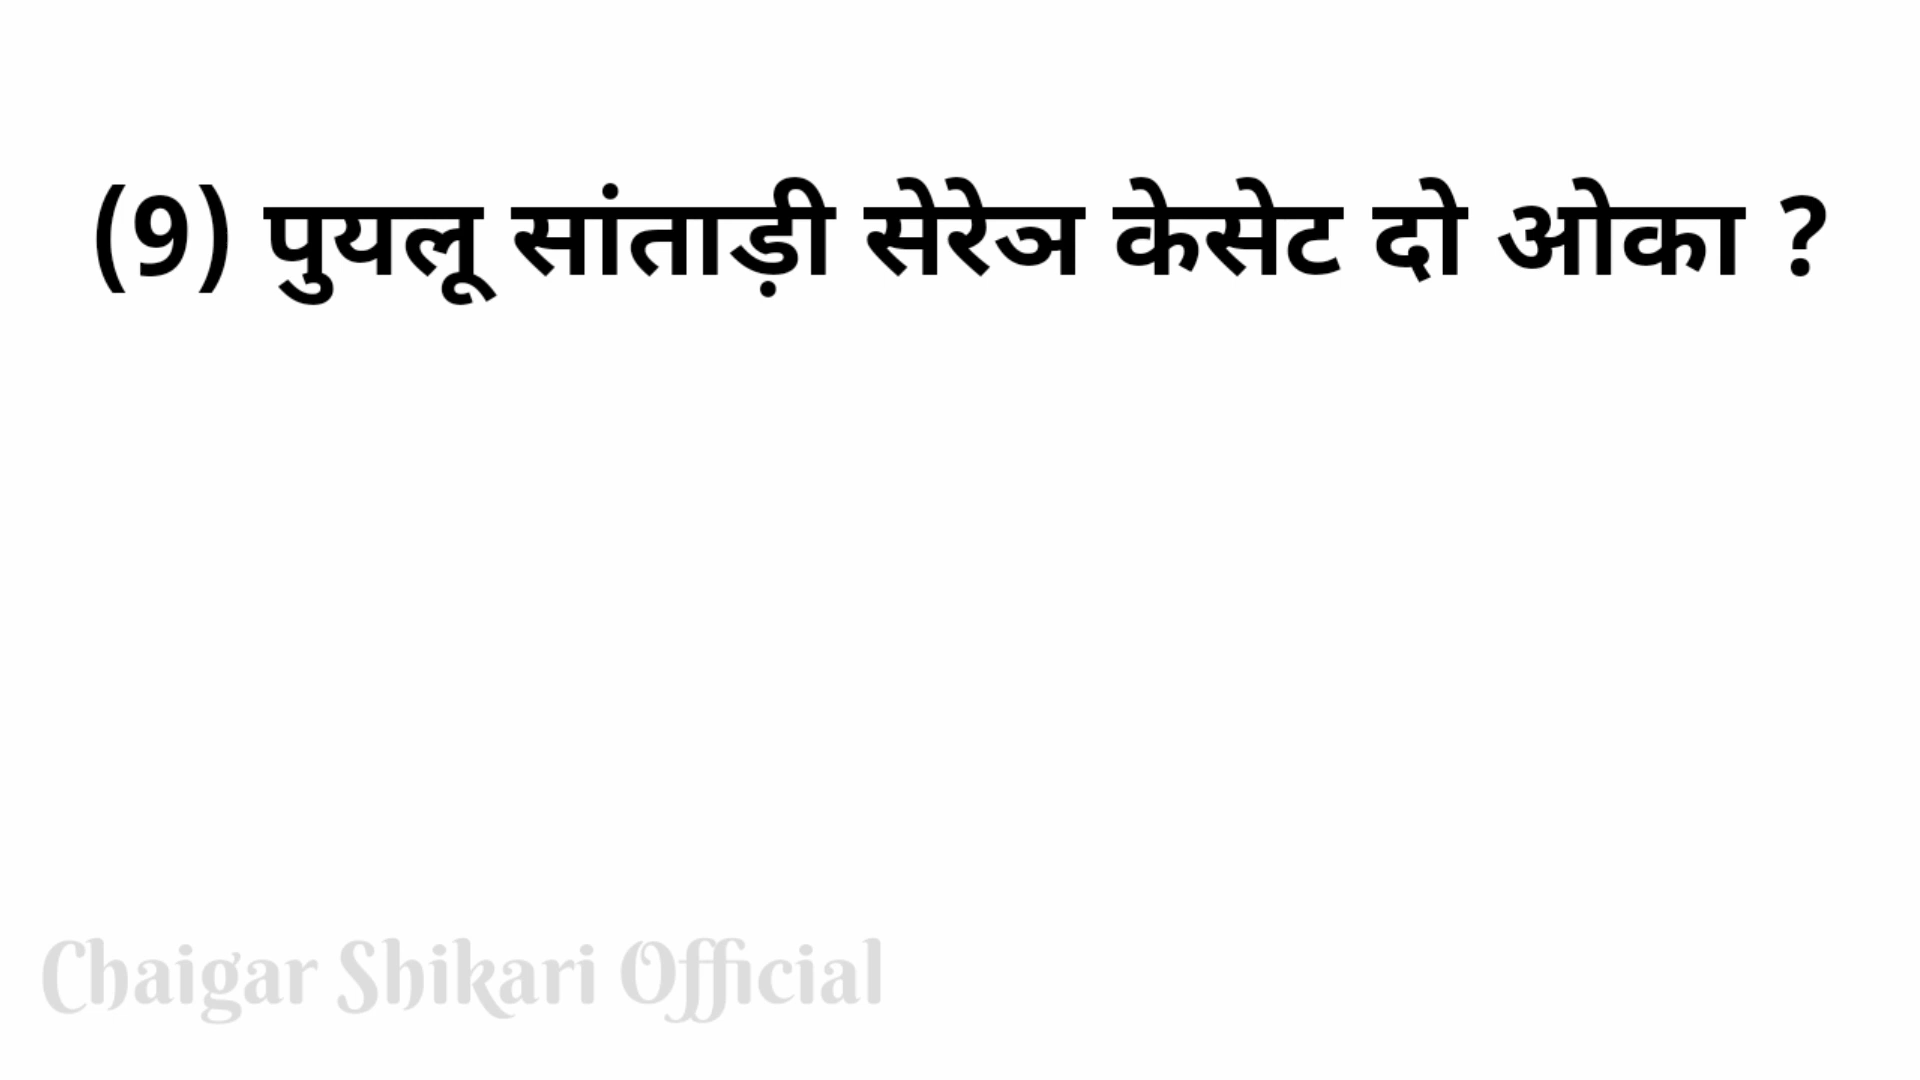 (9) पुयलू सांताड़ी सेरेञ केसेट दो ओका ?
Chaigar Shikari Official